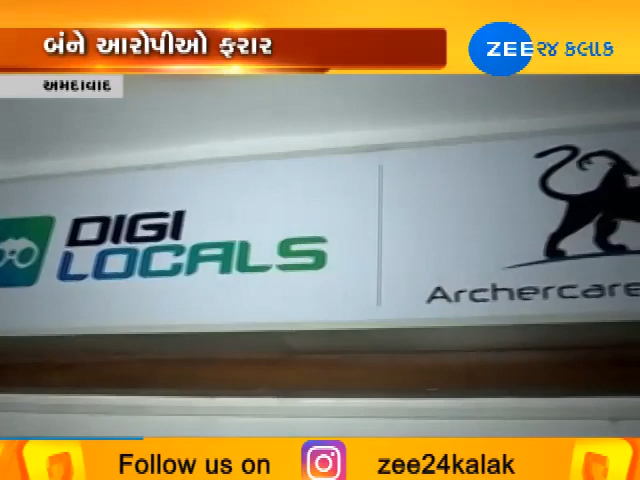 બંને આરોપીઓ ફરાર
ZEE ૨૪ કલાક
અમદાવાદ
DIGI
LOCALS
Archercare
Follow us on zee24kalak